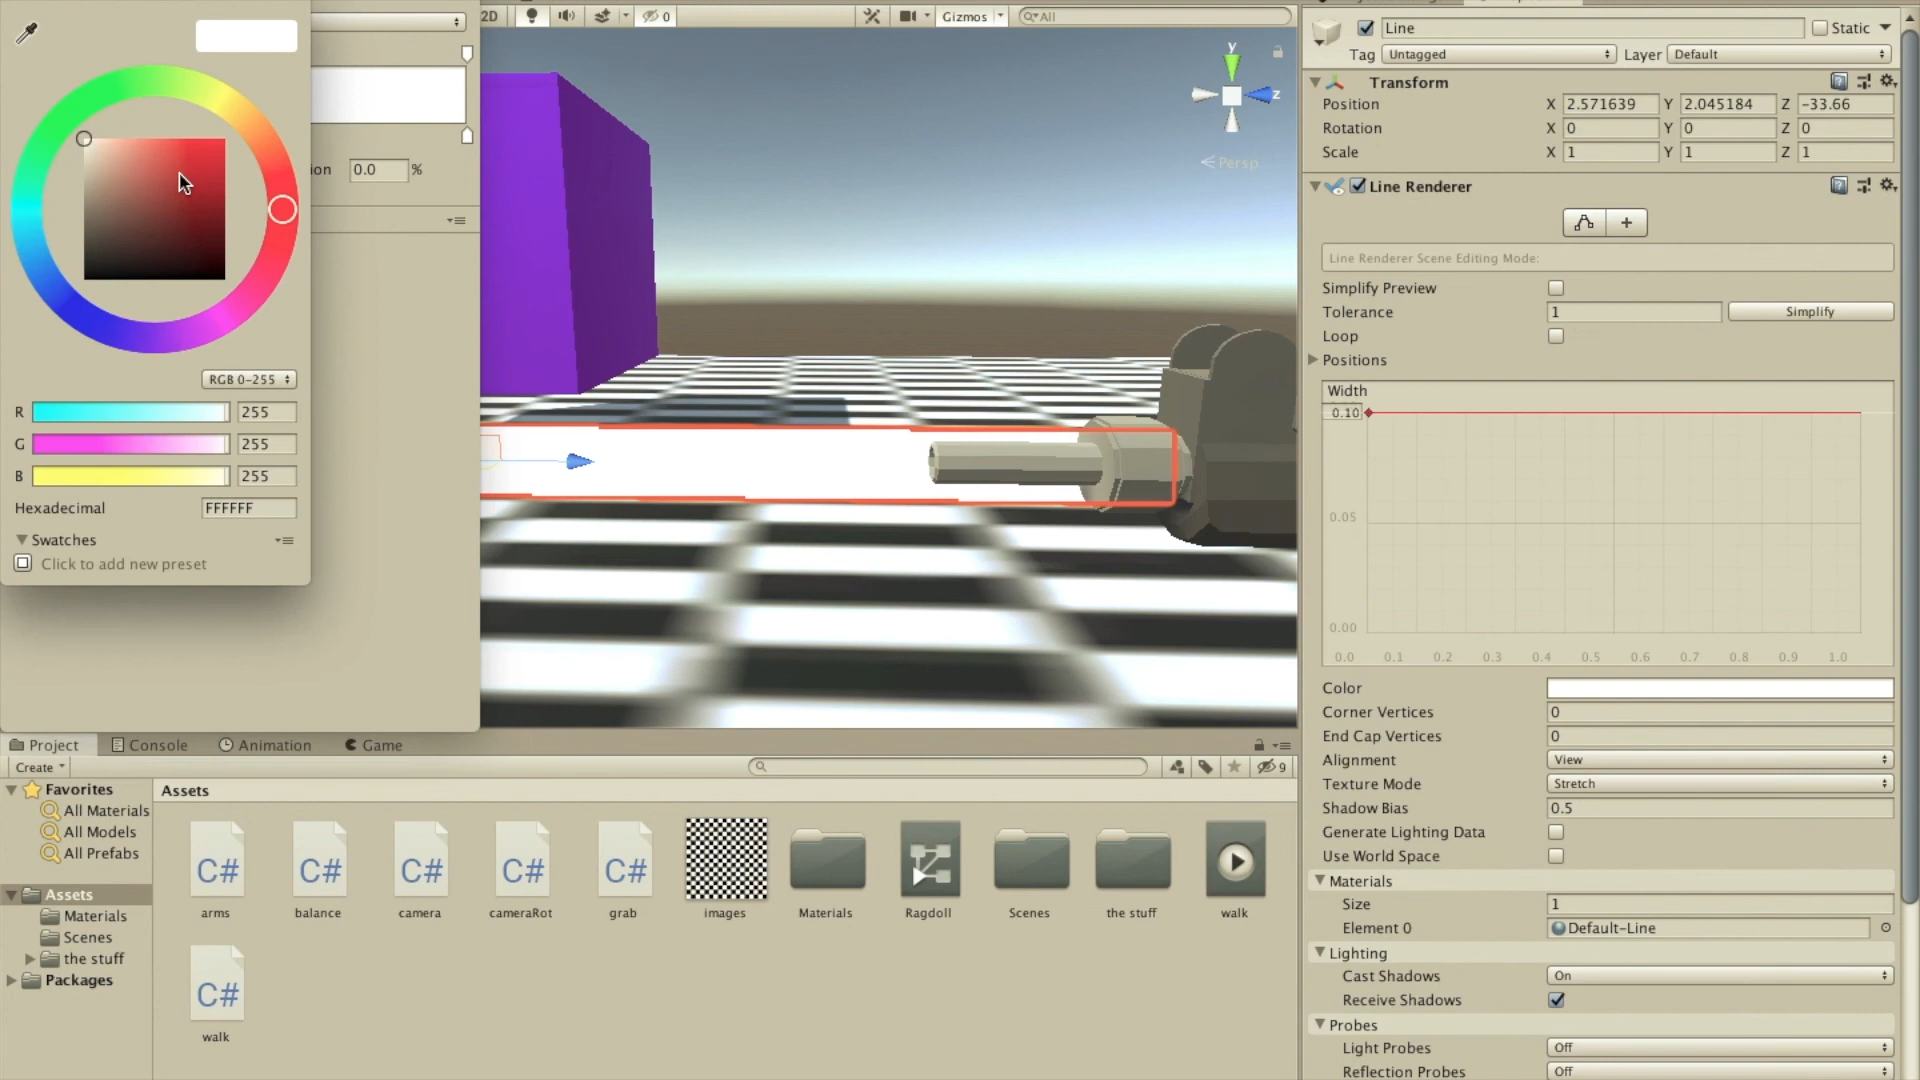 ion 0.0 %
RGB 0-255
R 255
G 255
B 255
Hexadecimal FFFFFF
Swatches
Click to add new preset
2D 0 Gizmos All
y
z
Persp
Line Static
Tag Untagged Layer Default
Transform
Position X 2.571639 Y 2.045184 Z -33.66
Rotation X 0 Y 0 Z 0
Scale X 1 Y 1 Z 1
Line Renderer
+
Line Renderer Scene Editing Mode:
Simplify Preview
Tolerance 1 Simplify
Loop
Positions
Width
0.10
0.05
0.00
0.0 0.1 0.2 0.3 0.4 0.5 0.6 0.7 0.8 0.9 1.0
Color
Corner Vertices 0
End Cap Vertices 0
Alignment View
Texture Mode Stretch
Shadow Bias 0.5
Generate Lighting Data
Use World Space
Materials
Size 1
Element 0 Default-Line
Lighting
Cast Shadows On
Receive Shadows
Probes
Light Probes Off
Reflection Probes Off
Project Console Animation Game
Create 9
Favorites
All Materials
All Models
All Prefabs
Assets
Materials
Scenes
the stuff
Packages
Assets
C# C# C# C# C#
arms balance camera cameraRot grab images Materials Ragdoll Scenes the stuff walk
C#
walk